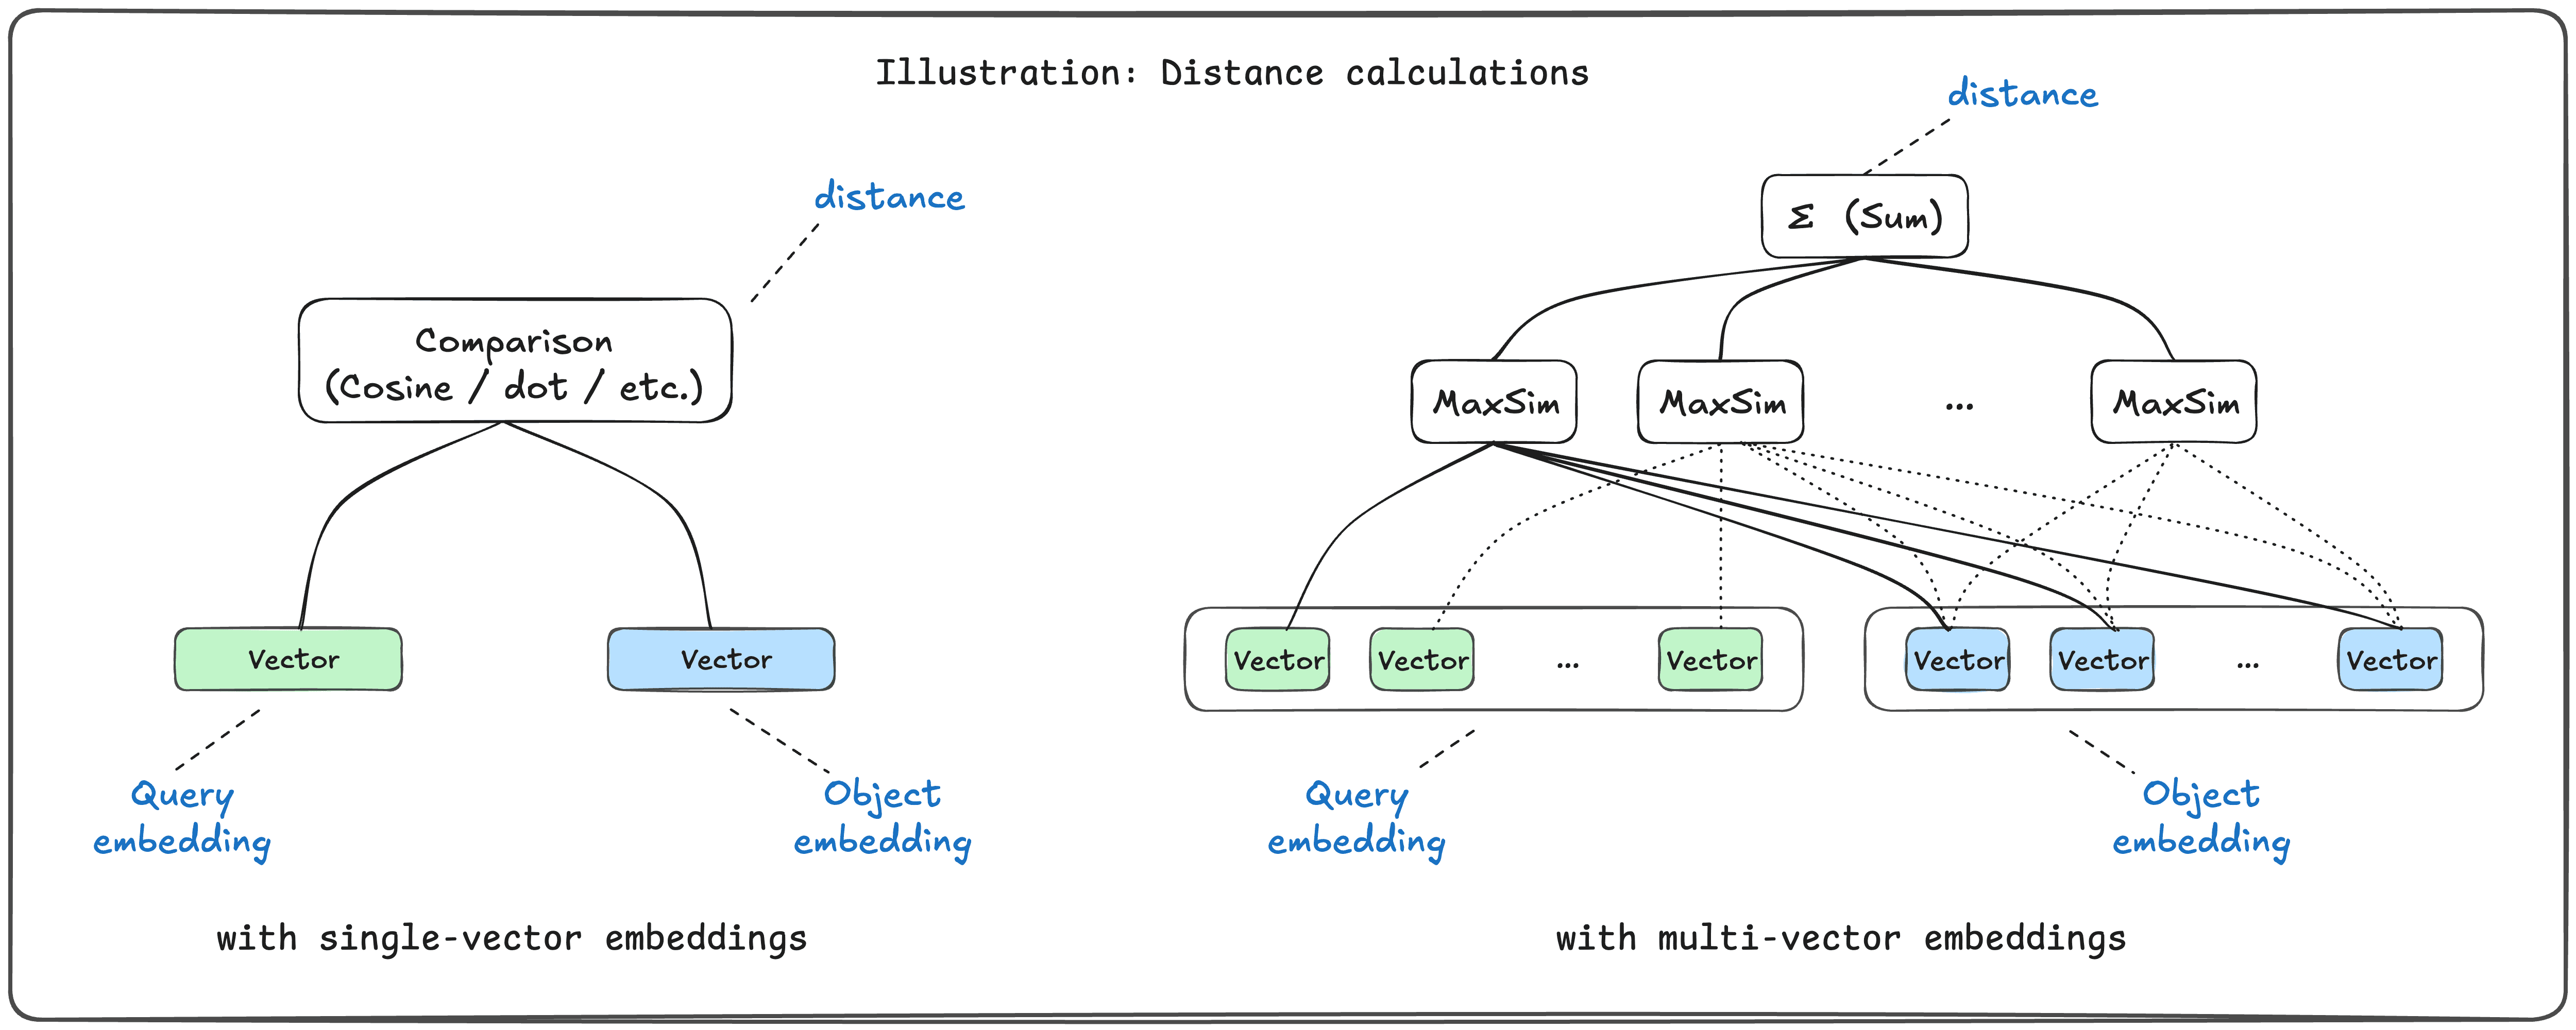 Illustration: Distance calculations
distance
Comparison
(Cosine / dot / etc.)
Vector
Vector
Query
embedding
Object
embedding
with single-vector embeddings
distance
Σ (Sum)
MaxSim
MaxSim
...
MaxSim
Vector
Vector
...
Vector
Vector
Vector
...
Vector
Query
embedding
Object
embedding
with multi-vector embeddings